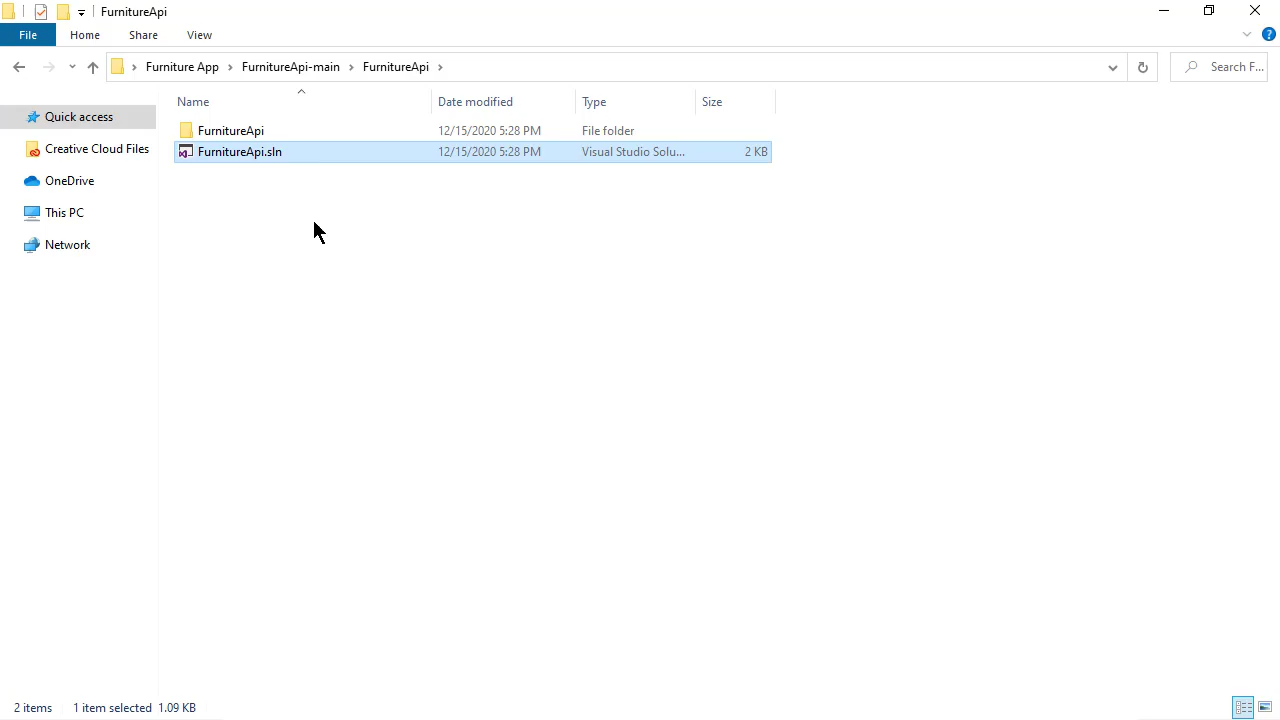 FurnitureApi
File Home Share View
Furniture App FurnitureApi-main FurnitureApi Search F...
Name Date modified Type Size
Quick access
Creative Cloud Files
OneDrive
This PC
Network
FurnitureApi 12/15/2020 5:28 PM File folder
FurnitureApi.sln 12/15/2020 5:28 PM Visual Studio Solu... 2 KB
2 items 1 item selected 1.09 KB